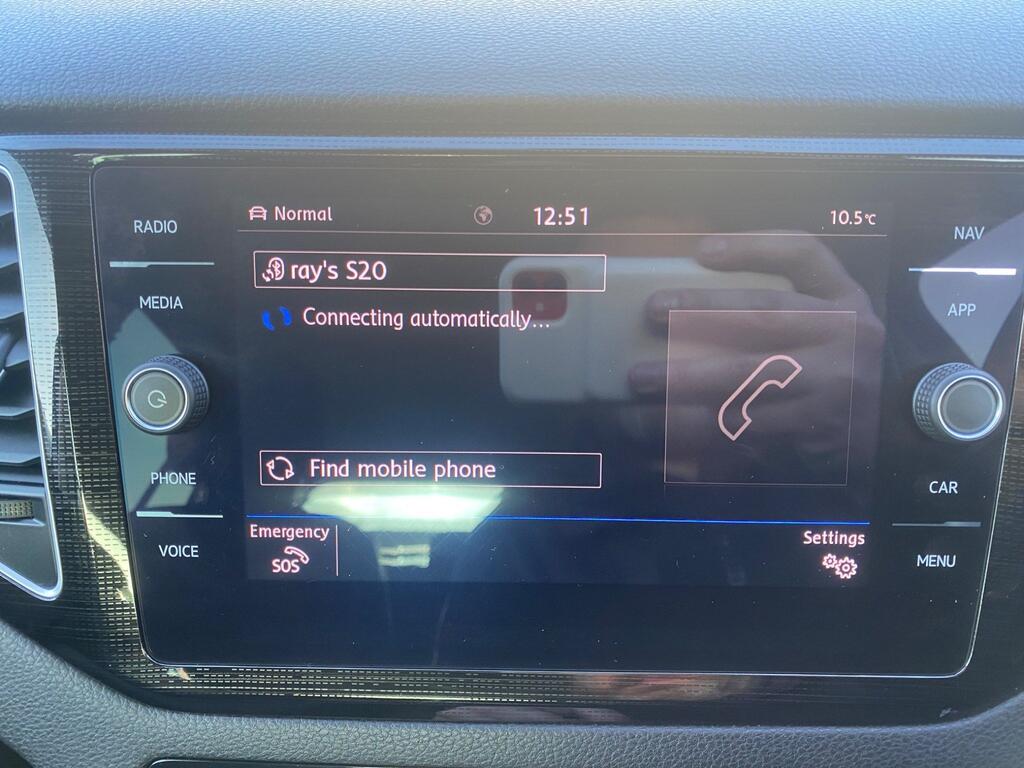 RADIO
MEDIA
PHONE
VOICE
Normal
12:51
10.5°C
ray's S20
Connecting automatically...
Find mobile phone
Emergency
SOS
Settings
NAV
APP
CAR
MENU